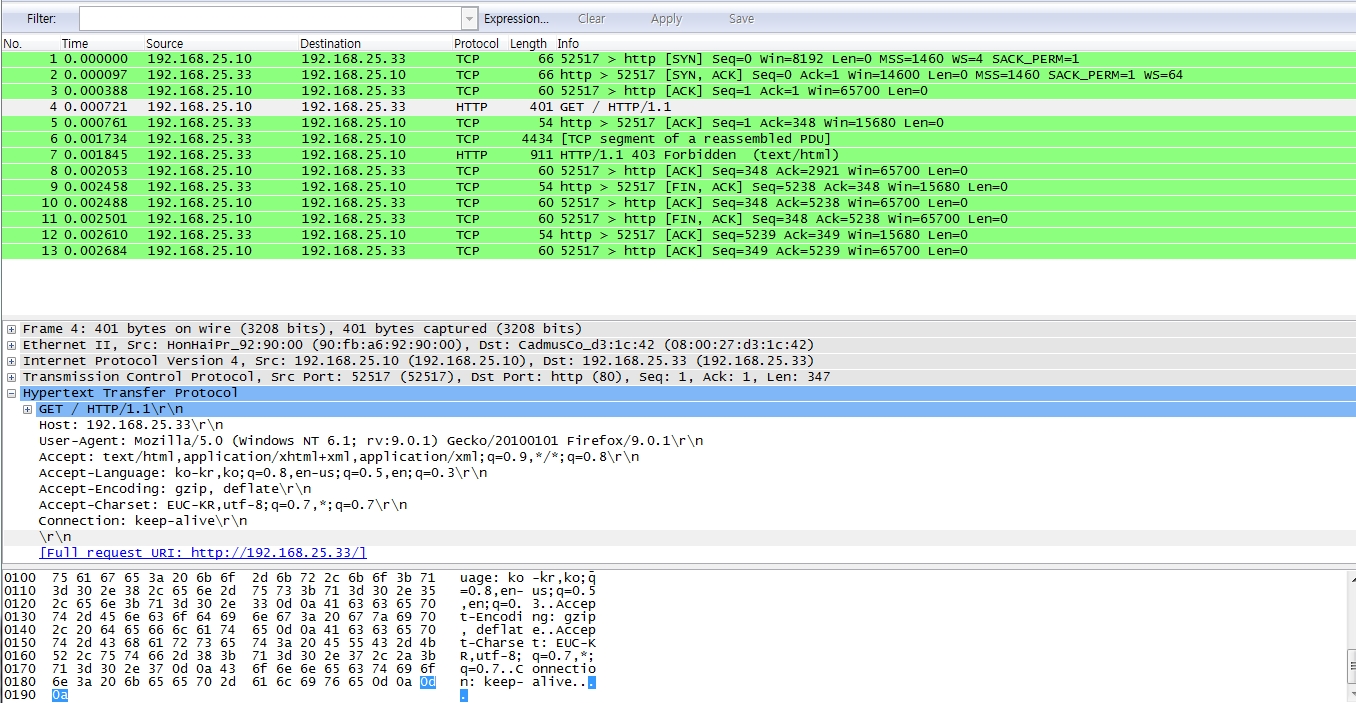 Filter: Expression... Clear Apply Save
No. Time Source Destination Protocol Length Info
1 0.000000 192.168.25.10 192.168.25.33 TCP 66 52517 > http [SYN] Seq=0 Win=8192 Len=0 MSS=1460 WS=4 SACK_PERM=1
2 0.000097 192.168.25.33 192.168.25.10 TCP 66 http > 52517 [SYN, ACK] Seq=0 Ack=1 Win=14600 Len=0 MSS=1460 SACK_PERM=1 WS=64
3 0.000388 192.168.25.10 192.168.25.33 TCP 60 52517 > http [ACK] Seq=1 Ack=1 Win=65700 Len=0
4 0.000721 192.168.25.10 192.168.25.33 HTTP 401 GET / HTTP/1.1
5 0.000761 192.168.25.33 192.168.25.10 TCP 54 http > 52517 [ACK] Seq=1 Ack=348 Win=15680 Len=0
6 0.001734 192.168.25.33 192.168.25.10 TCP 4434 [TCP segment of a reassembled PDU]
7 0.001845 192.168.25.33 192.168.25.10 HTTP 911 HTTP/1.1 403 Forbidden (text/html)
8 0.002053 192.168.25.10 192.168.25.33 TCP 60 52517 > http [ACK] Seq=348 Ack=2921 Win=65700 Len=0
9 0.002458 192.168.25.33 192.168.25.10 TCP 54 http > 52517 [FIN, ACK] Seq=5238 Ack=348 Win=15680 Len=0
10 0.002488 192.168.25.10 192.168.25.33 TCP 60 52517 > http [ACK] Seq=348 Ack=5238 Win=65700 Len=0
11 0.002501 192.168.25.10 192.168.25.33 TCP 60 52517 > http [FIN, ACK] Seq=348 Ack=5238 Win=65700 Len=0
12 0.002610 192.168.25.33 192.168.25.10 TCP 54 http > 52517 [ACK] Seq=5239 Ack=349 Win=15680 Len=0
13 0.002684 192.168.25.10 192.168.25.33 TCP 60 52517 > http [ACK] Seq=349 Ack=5239 Win=65700 Len=0
Frame 4: 401 bytes on wire (3208 bits), 401 bytes captured (3208 bits)
Ethernet II, Src: HonHaiPr_92:90:00 (90:fb:a6:92:90:00), Dst: CadmusCo_d3:1c:42 (08:00:27:d3:1c:42)
Internet Protocol Version 4, Src: 192.168.25.10 (192.168.25.10), Dst: 192.168.25.33 (192.168.25.33)
Transmission Control Protocol, Src Port: 52517 (52517), Dst Port: http (80), Seq: 1, Ack: 1, Len: 347
Hypertext Transfer Protocol
GET / HTTP/1.1\r\n
Host: 192.168.25.33\r\n
User-Agent: Mozilla/5.0 (Windows NT 6.1; rv:9.0.1) Gecko/20100101 Firefox/9.0.1\r\n
Accept: text/html,application/xhtml+xml,application/xml;q=0.9,*/*;q=0.8\r\n
Accept-Language: ko-kr,ko;q=0.8,en-us;q=0.5,en;q=0.3\r\n
Accept-Encoding: gzip, deflate\r\n
Accept-Charset: EUC-KR,utf-8;q=0.7,*;q=0.7\r\n
Connection: keep-alive\r\n
\r\n
[Full request URI: http://192.168.25.33/]
0100 75 61 67 65 3a 20 6b 6f 2d 6b 72 2c 6b 6f 3b 71 uage: ko -kr,ko;q
0110 3d 30 2e 38 2c 65 6e 2d 75 73 3b 71 3d 30 2e 35 =0.8,en- us;q=0.5
0120 2c 65 6e 3b 71 3d 30 2e 33 0d 0a 41 63 63 65 70 ,en;q=0. 3..Accep
0130 74 2d 45 6e 63 6f 64 69 6e 67 3a 20 67 7a 69 70 t-Encodi ng: gzip
0140 2c 20 64 65 66 6c 61 74 65 0d 0a 41 63 63 65 70 , deflat e..Accep
0150 74 2d 43 68 61 72 73 65 74 3a 20 45 55 43 2d 4b t-Charse t: EUC-K
0160 52 2c 75 74 66 2d 38 3b 71 3d 30 2e 37 2c 2a 3b R,utf-8; q=0.7,*;
0170 71 3d 30 2e 37 0d 0a 43 6f 6e 6e 65 63 74 69 6f q=0.7..C onnectio
0180 6e 3a 20 6b 65 65 70 2d 61 6c 69 76 65 0d 0a 0d n: keep- alive...
0190 0a .